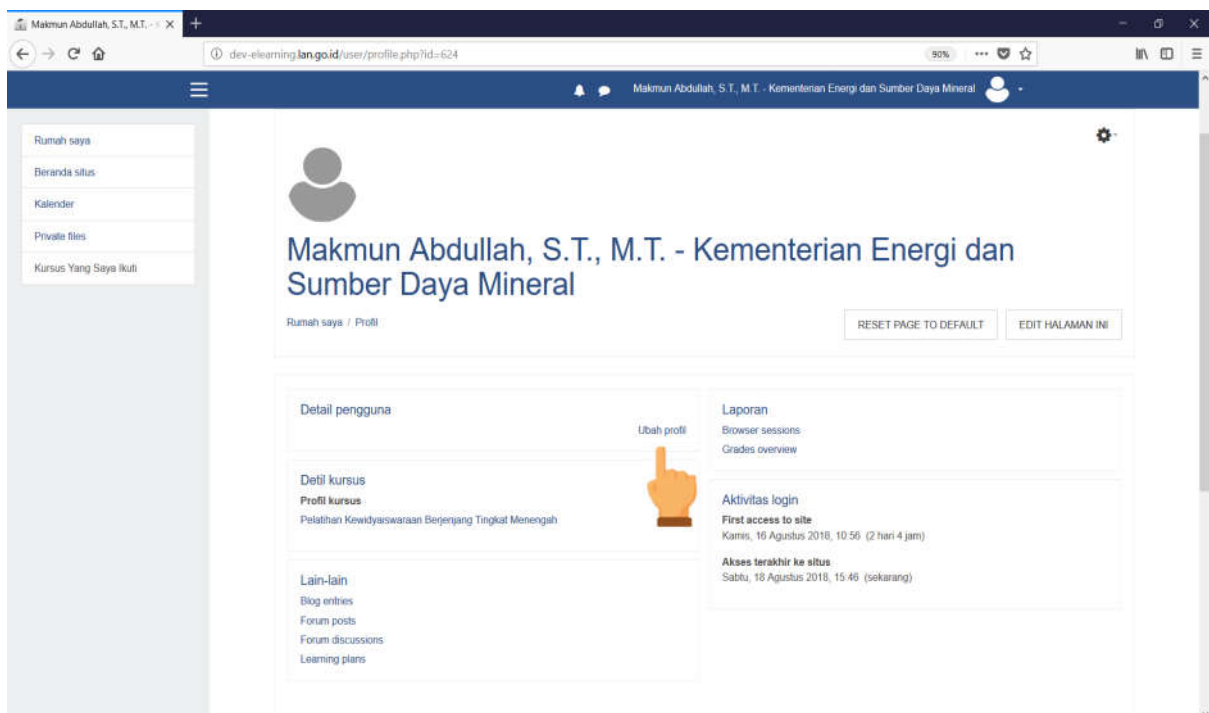 Makmun Abdullah, S.T., M.T. -
dev-elearning.lan.go.id/user/profile.php?id=624
90%
Makmun Abdullah, S.T., M.T. - Kementerian Energi dan Sumber Daya Mineral
Rumah saya
Beranda situs
Kalender
Private files
Kursus Yang Saya Ikuti
Makmun Abdullah, S.T., M.T. - Kementerian Energi dan
Sumber Daya Mineral
Rumah saya / Profil
RESET PAGE TO DEFAULT
EDIT HALAMAN INI
Detail pengguna
Ubah profil
Detil kursus
Profil kursus
Pelatihan Kewidyaiswaraan Berjenjang Tingkat Menengah
Lain-lain
Blog entries
Forum posts
Forum discussions
Learning plans
Laporan
Browser sessions
Grades overview
Aktivitas login
First access to site
Kamis, 16 Agustus 2018, 10:56 (2 hari 4 jam)
Akses terakhir ke situs
Sabtu, 18 Agustus 2018, 15:46 (sekarang)